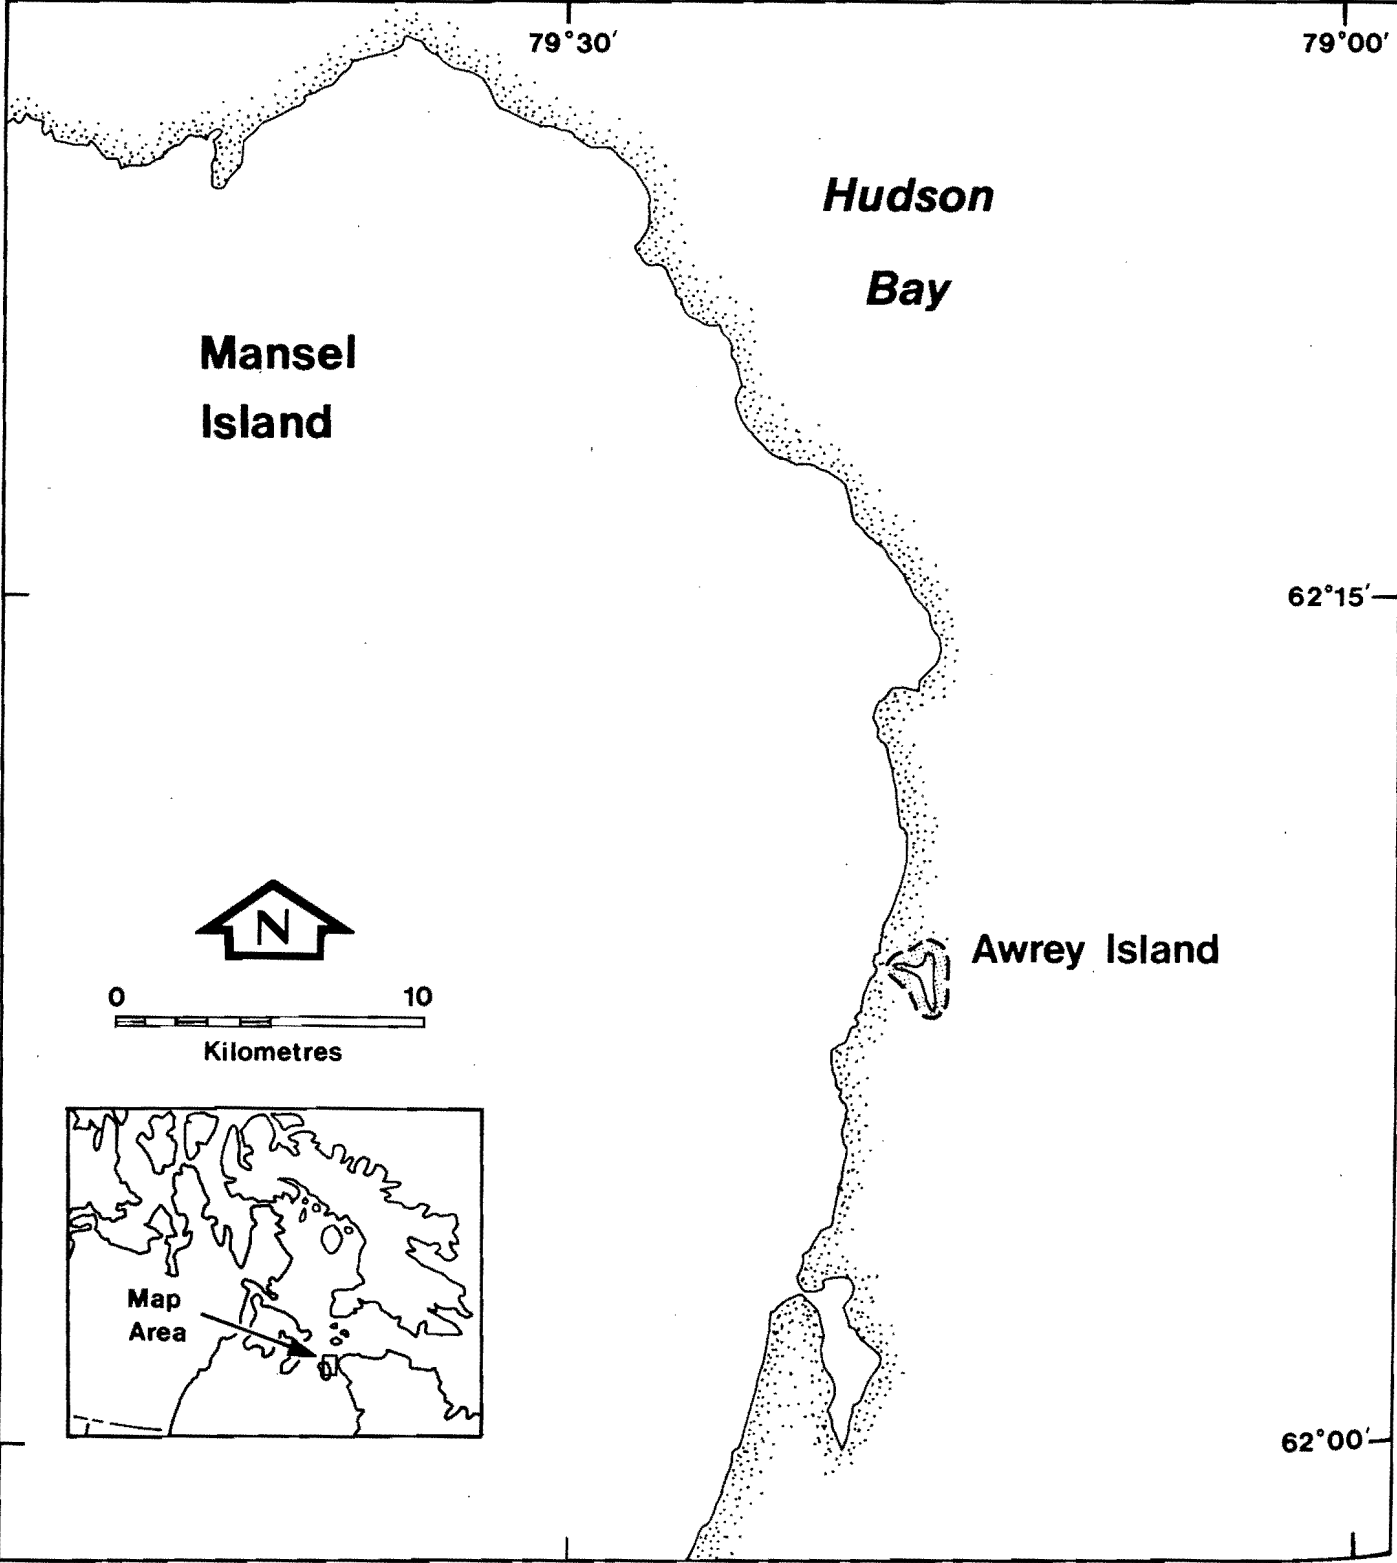 79°30′
79°00′
Hudson
Bay
Mansel
Island
62°15′
N
Awrey Island
0
10
Kilometres
Map
Area
62°00′